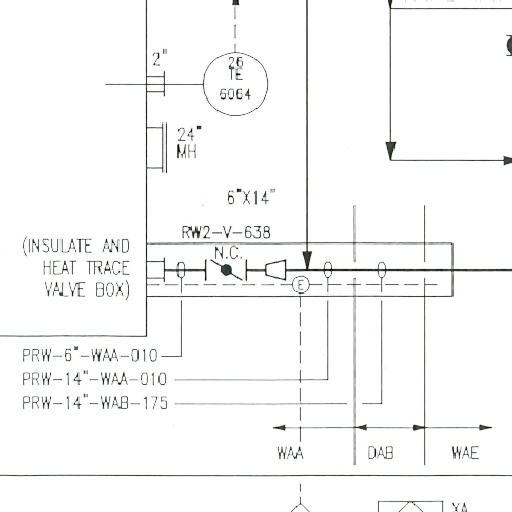 2"
26
TE
6064
24"
MH
6"X14"
RW2-V-638
N.C.
(INSULATE AND
HEAT TRACE
VALVE BOX)
E
PRW-6"-WAA-010
PRW-14"-WAA-010
PRW-14"-WAB-175
WAA
DAB
WAE
XA